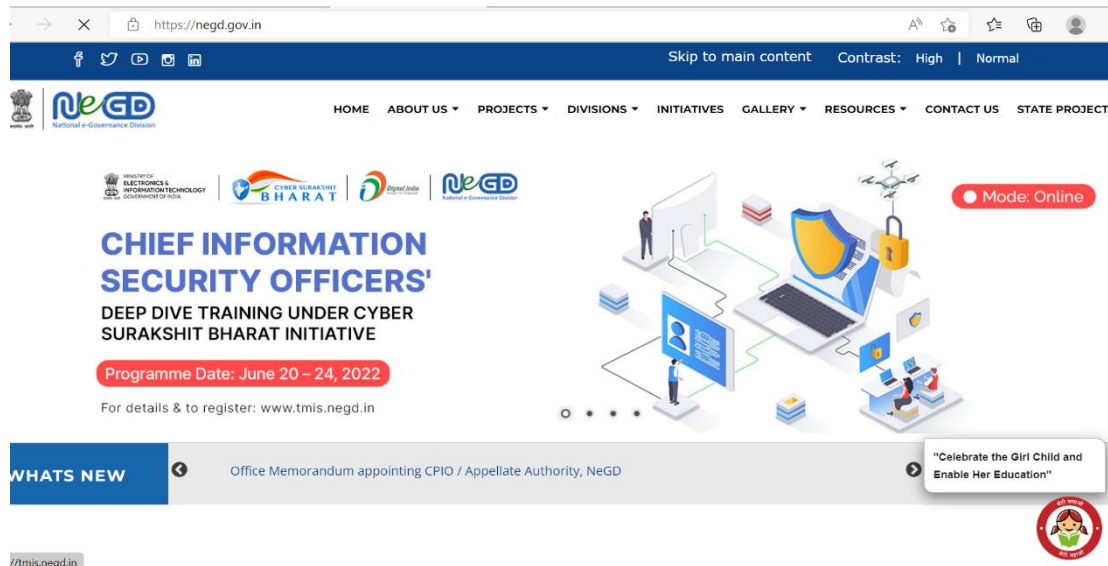 https://negd.gov.in
Skip to main content Contrast: High | Normal
NeGD
National e-Governance Division
HOME ABOUT US PROJECTS DIVISIONS INITIATIVES GALLERY RESOURCES CONTACT US STATE PROJECT
MINISTRY OF
ELECTRONICS &
INFORMATION TECHNOLOGY
GOVERNMENT OF INDIA
CYBER SURAKSHIT
BHARAT
Digital India
NeGD
National e-Governance Division
Mode: Online
CHIEF INFORMATION
SECURITY OFFICERS'
DEEP DIVE TRAINING UNDER CYBER
SURAKSHIT BHARAT INITIATIVE
Programme Date: June 20 – 24, 2022
For details & to register: www.tmis.negd.in
WHATS NEW
Office Memorandum appointing CPIO / Appellate Authority, NeGD
"Celebrate the Girl Child and
Enable Her Education"
बेटी बचाओ
बेटी पढ़ाओ
//tmis.negd.in